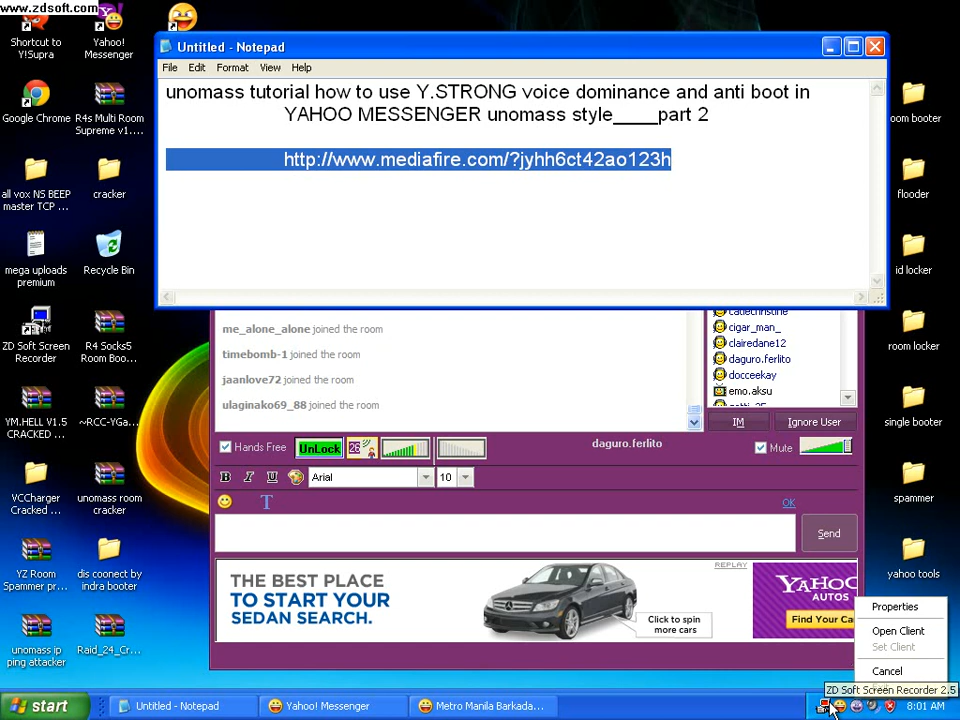 www.zdsoft.com
Shortcut to
Y!Supra
Yahoo!
Messenger
Google Chrome
R4s Multi Room
Supreme v1....
all vox NS BEEP
master TCP ...
cracker
mega uploads
premium
Recycle Bin
ZD Soft Screen
Recorder
R4 Socks5
Room Boo...
YM.HELL V1.5
CRACKED ...
~RCC-YGa...
VCCharger
Cracked ...
unomass room
cracker
YZ Room
Spammer pr...
dis coonect by
indra booter
unomass ip
ping attacker
Raid_24_Cr...
Untitled - Notepad
File Edit Format View Help
unomass tutorial how to use Y.STRONG voice dominance and anti boot in
YAHOO MESSENGER unomass style____part 2
http://www.mediafire.com/?jyhh6ct42ao123h
room booter
flooder
id locker
room locker
single booter
spammer
yahoo tools
me_alone_alone joined the room
timebomb-1 joined the room
jaanlove72 joined the room
ulaginako69_88 joined the room
cadechristine
cigar_man_
clairedane12
daguro.ferlito
docceekay
emo.aksu
IM Ignore User
Hands Free UnLock 26 daguro.ferlito Mute
B I U Arial 10
T OK
Send
THE BEST PLACE
TO START YOUR
SEDAN SEARCH.
REPLAY
Click to spin
more cars
YAHOO!
AUTOS
Find Your Ca
Properties
Open Client
Set Client
Cancel
ZD Soft Screen Recorder 2.5
start Untitled - Notepad Yahoo! Messenger Metro Manila Barkada... 8:01 AM